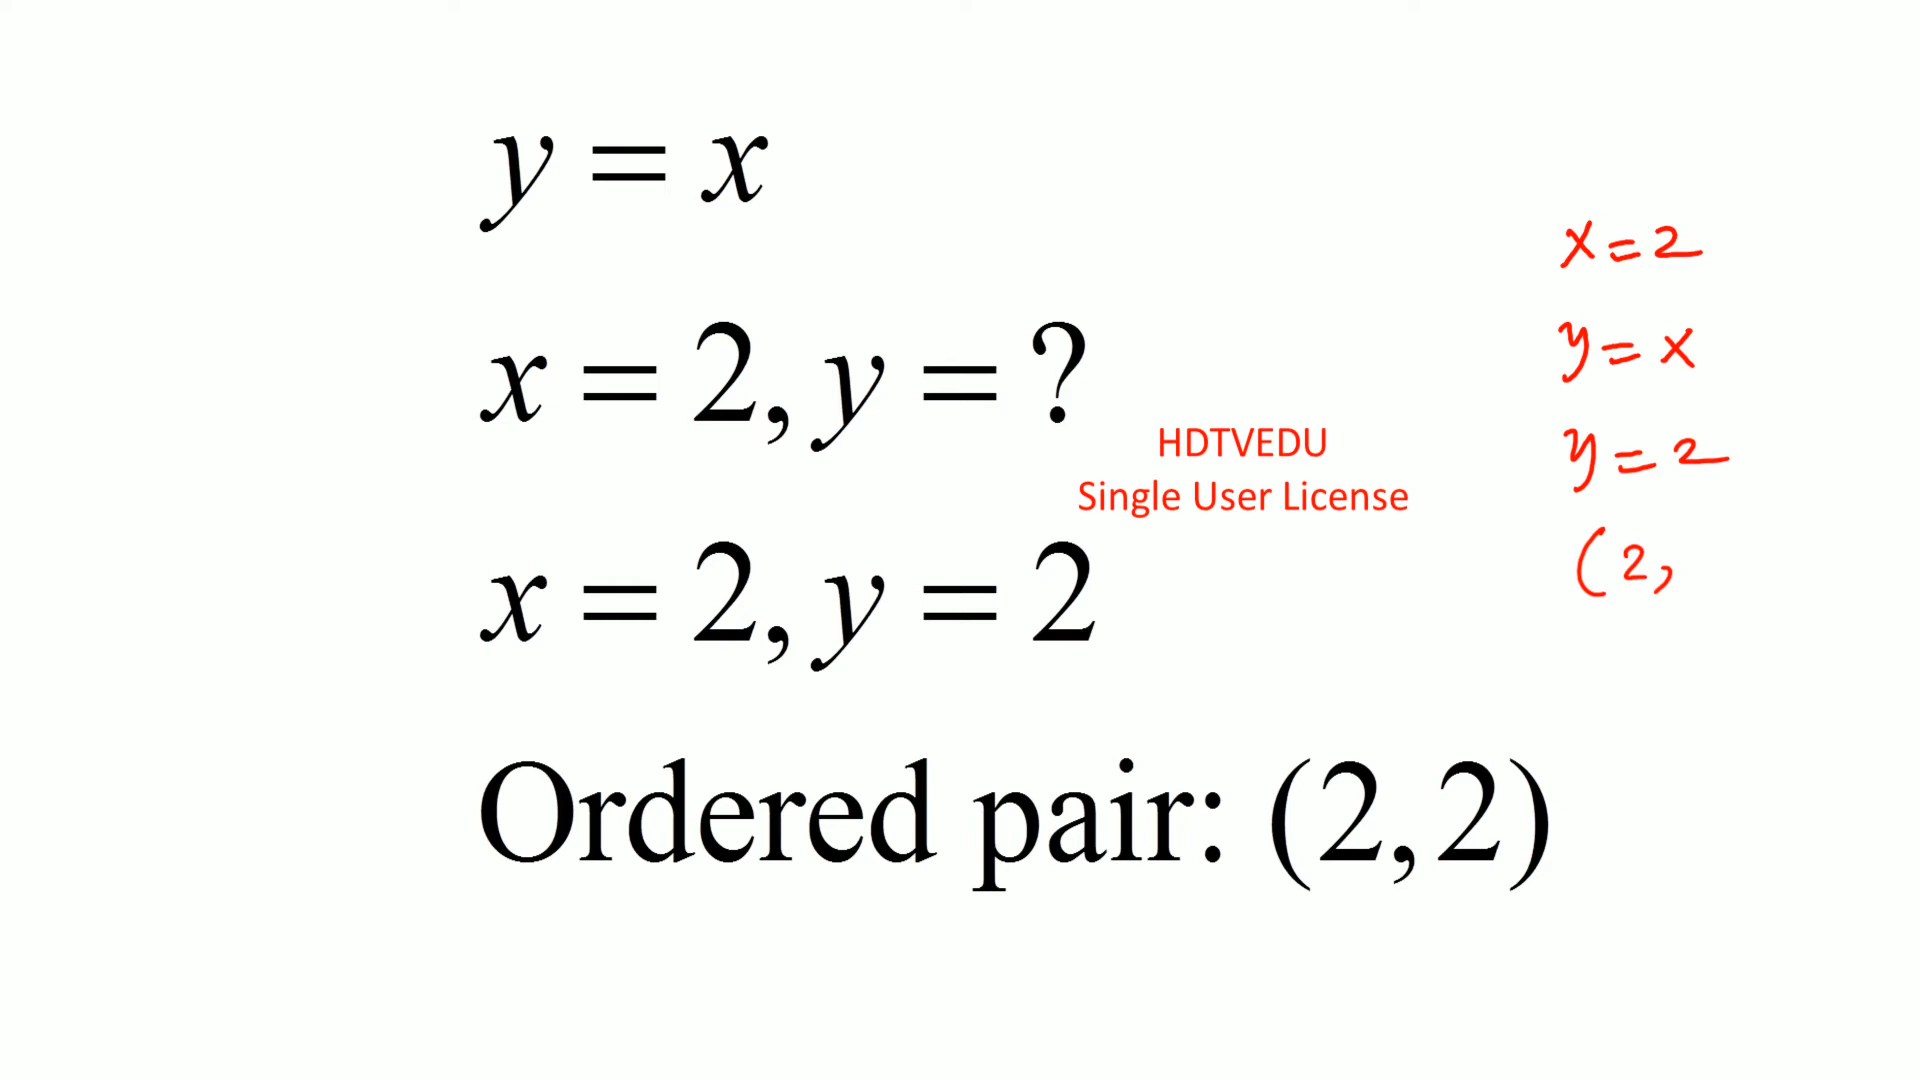 y = x
x = 2, y = ?
x = 2, y = 2
Ordered pair: (2, 2)
HDTVEDU
Single User License
x = 2
y = x
y = 2
(2,